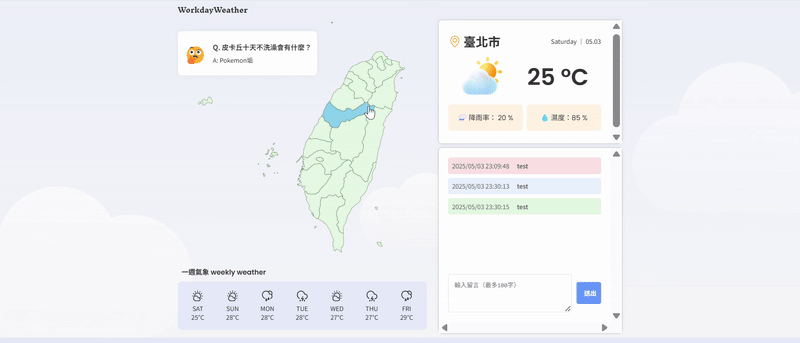 WorkdayWeather
Q. 皮卡丘十天不洗澡會有什麼？
A: Pokemon垢
臺北市
Saturday | 05.03
25 °C
降雨率： 20 %
濕度：85 %
2025/05/03 23:09:48 test
2025/05/03 23:30:13 test
2025/05/03 23:30:15 test
輸入留言（最多100字）
送出
一週氣象 weekly weather
SAT SUN MON TUE WED THU FRI
25°C 28°C 28°C 28°C 27°C 27°C 29°C